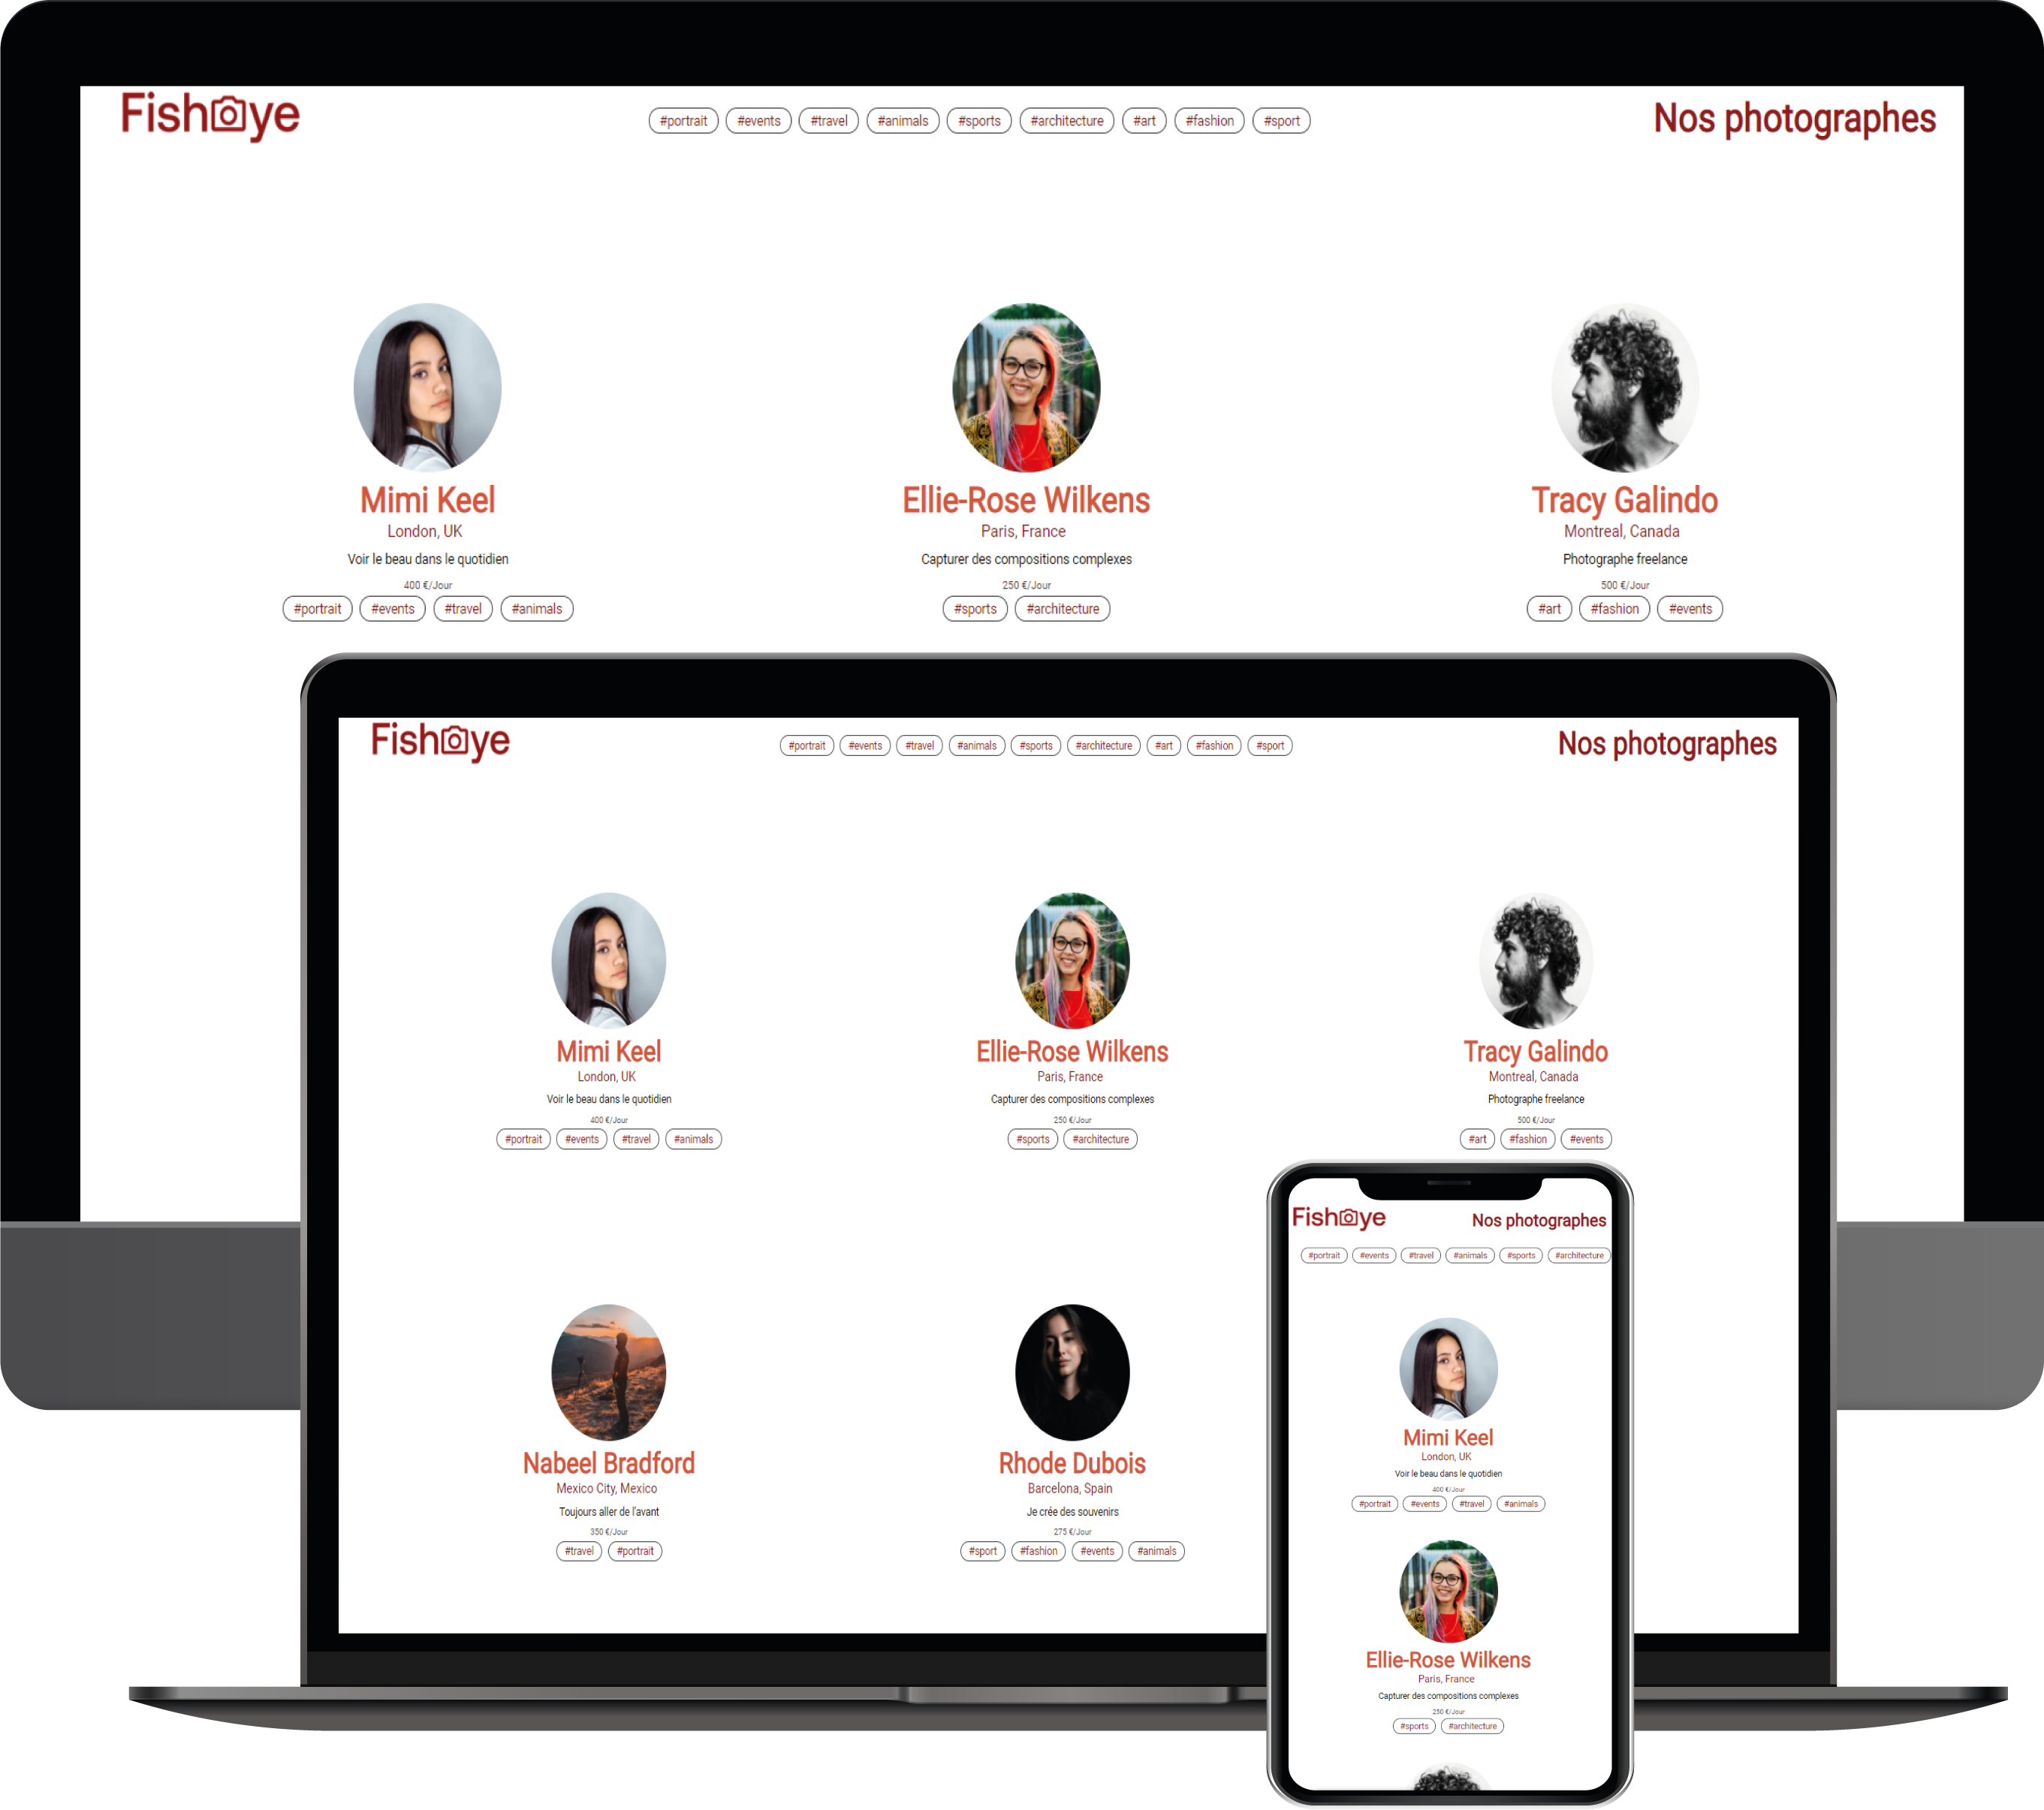 Fisheye
#portrait #events #travel #animals #sports #architecture #art #fashion #sport
Nos photographes
Mimi Keel
London, UK
Voir le beau dans le quotidien
400 €/Jour
#portrait #events #travel #animals
Ellie-Rose Wilkens
Paris, France
Capturer des compositions complexes
250 €/Jour
#sports #architecture
Tracy Galindo
Montreal, Canada
Photographe freelance
500 €/Jour
#art #fashion #events
Fisheye
#portrait #events #travel #animals #sports #architecture #art #fashion #sport
Nos photographes
Mimi Keel
London, UK
Voir le beau dans le quotidien
400 €/Jour
#portrait #events #travel #animals
Ellie-Rose Wilkens
Paris, France
Capturer des compositions complexes
250 €/Jour
#sports #architecture
Tracy Galindo
Montreal, Canada
Photographe freelance
500 €/Jour
#art #fashion #events
Nabeel Bradford
Mexico City, Mexico
Toujours aller de l'avant
350 €/Jour
#travel #portrait
Rhode Dubois
Barcelona, Spain
Je crée des souvenirs
275 €/Jour
#sport #fashion #events #animals
Fisheye
Nos photographes
#portrait #events #travel #animals #sports #architecture
Mimi Keel
London, UK
Voir le beau dans le quotidien
400 €/Jour
#portrait #events #travel #animals
Ellie-Rose Wilkens
Paris, France
Capturer des compositions complexes
250 €/Jour
#sports #architecture